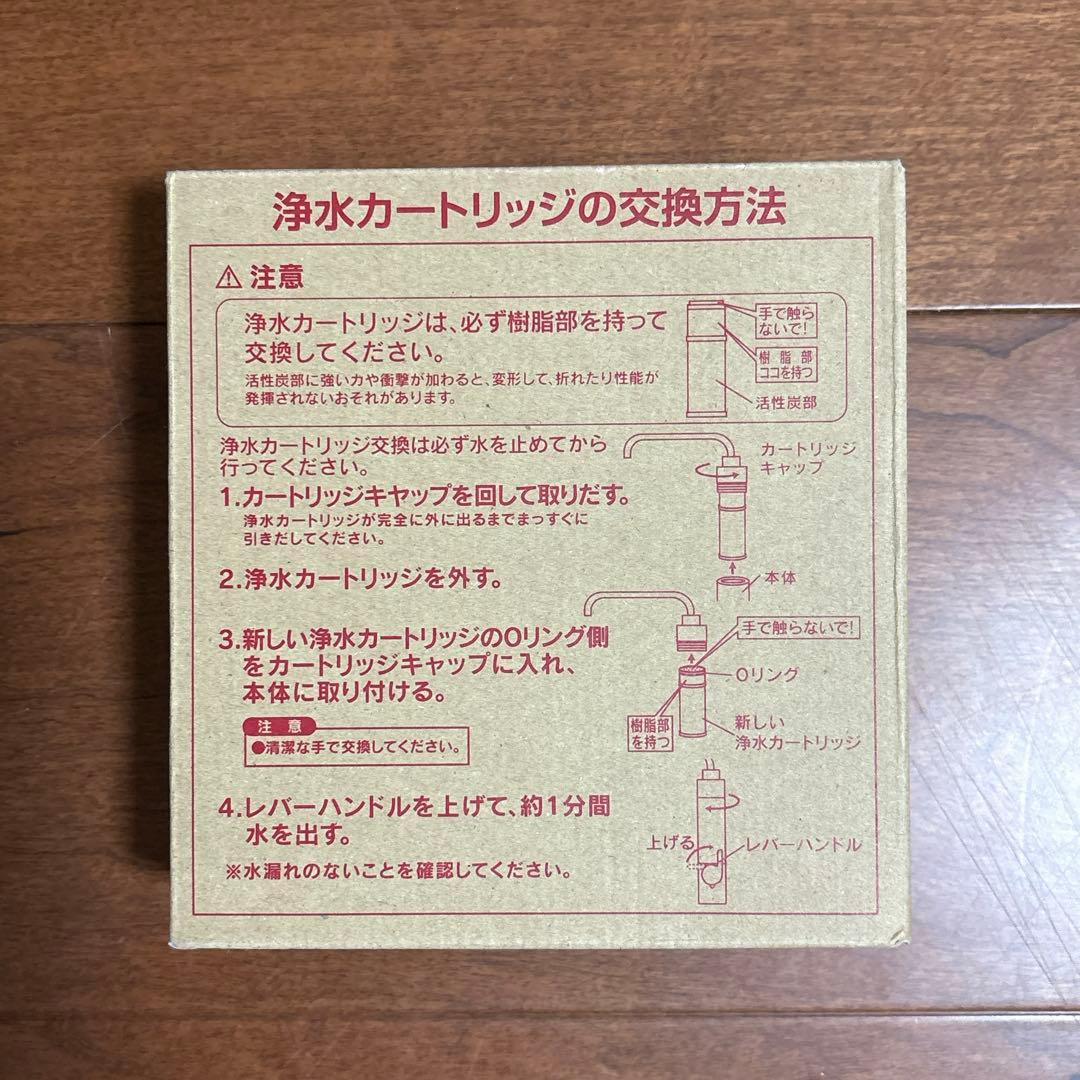 浄水カートリッジの交換方法
⚠ 注意
浄水カートリッジは、必ず樹脂部を持って
交換してください。
活性炭部に強い力や衝撃が加わると、変形して、折れたり性能が
発揮されないおそれがあります。
手で触ら
ないで!
樹脂部
ココを持つ
活性炭部
浄水カートリッジ交換は必ず水を止めてから
行ってください。
1.カートリッジキャップを回して取りだす。
浄水カートリッジが完全に外に出るまでまっすぐに
引きだしてください。
カートリッジ
キャップ
2.浄水カートリッジを外す。
本体
3.新しい浄水カートリッジのOリング側
をカートリッジキャップに入れ、
本体に取り付ける。
注意
●清潔な手で交換してください。
手で触らないで!
Oリング
樹脂部
を持つ
新しい
浄水カートリッジ
4.レバーハンドルを上げて、約1分間
水を出す。
※水漏れのないことを確認してください。
上げる
レバーハンドル